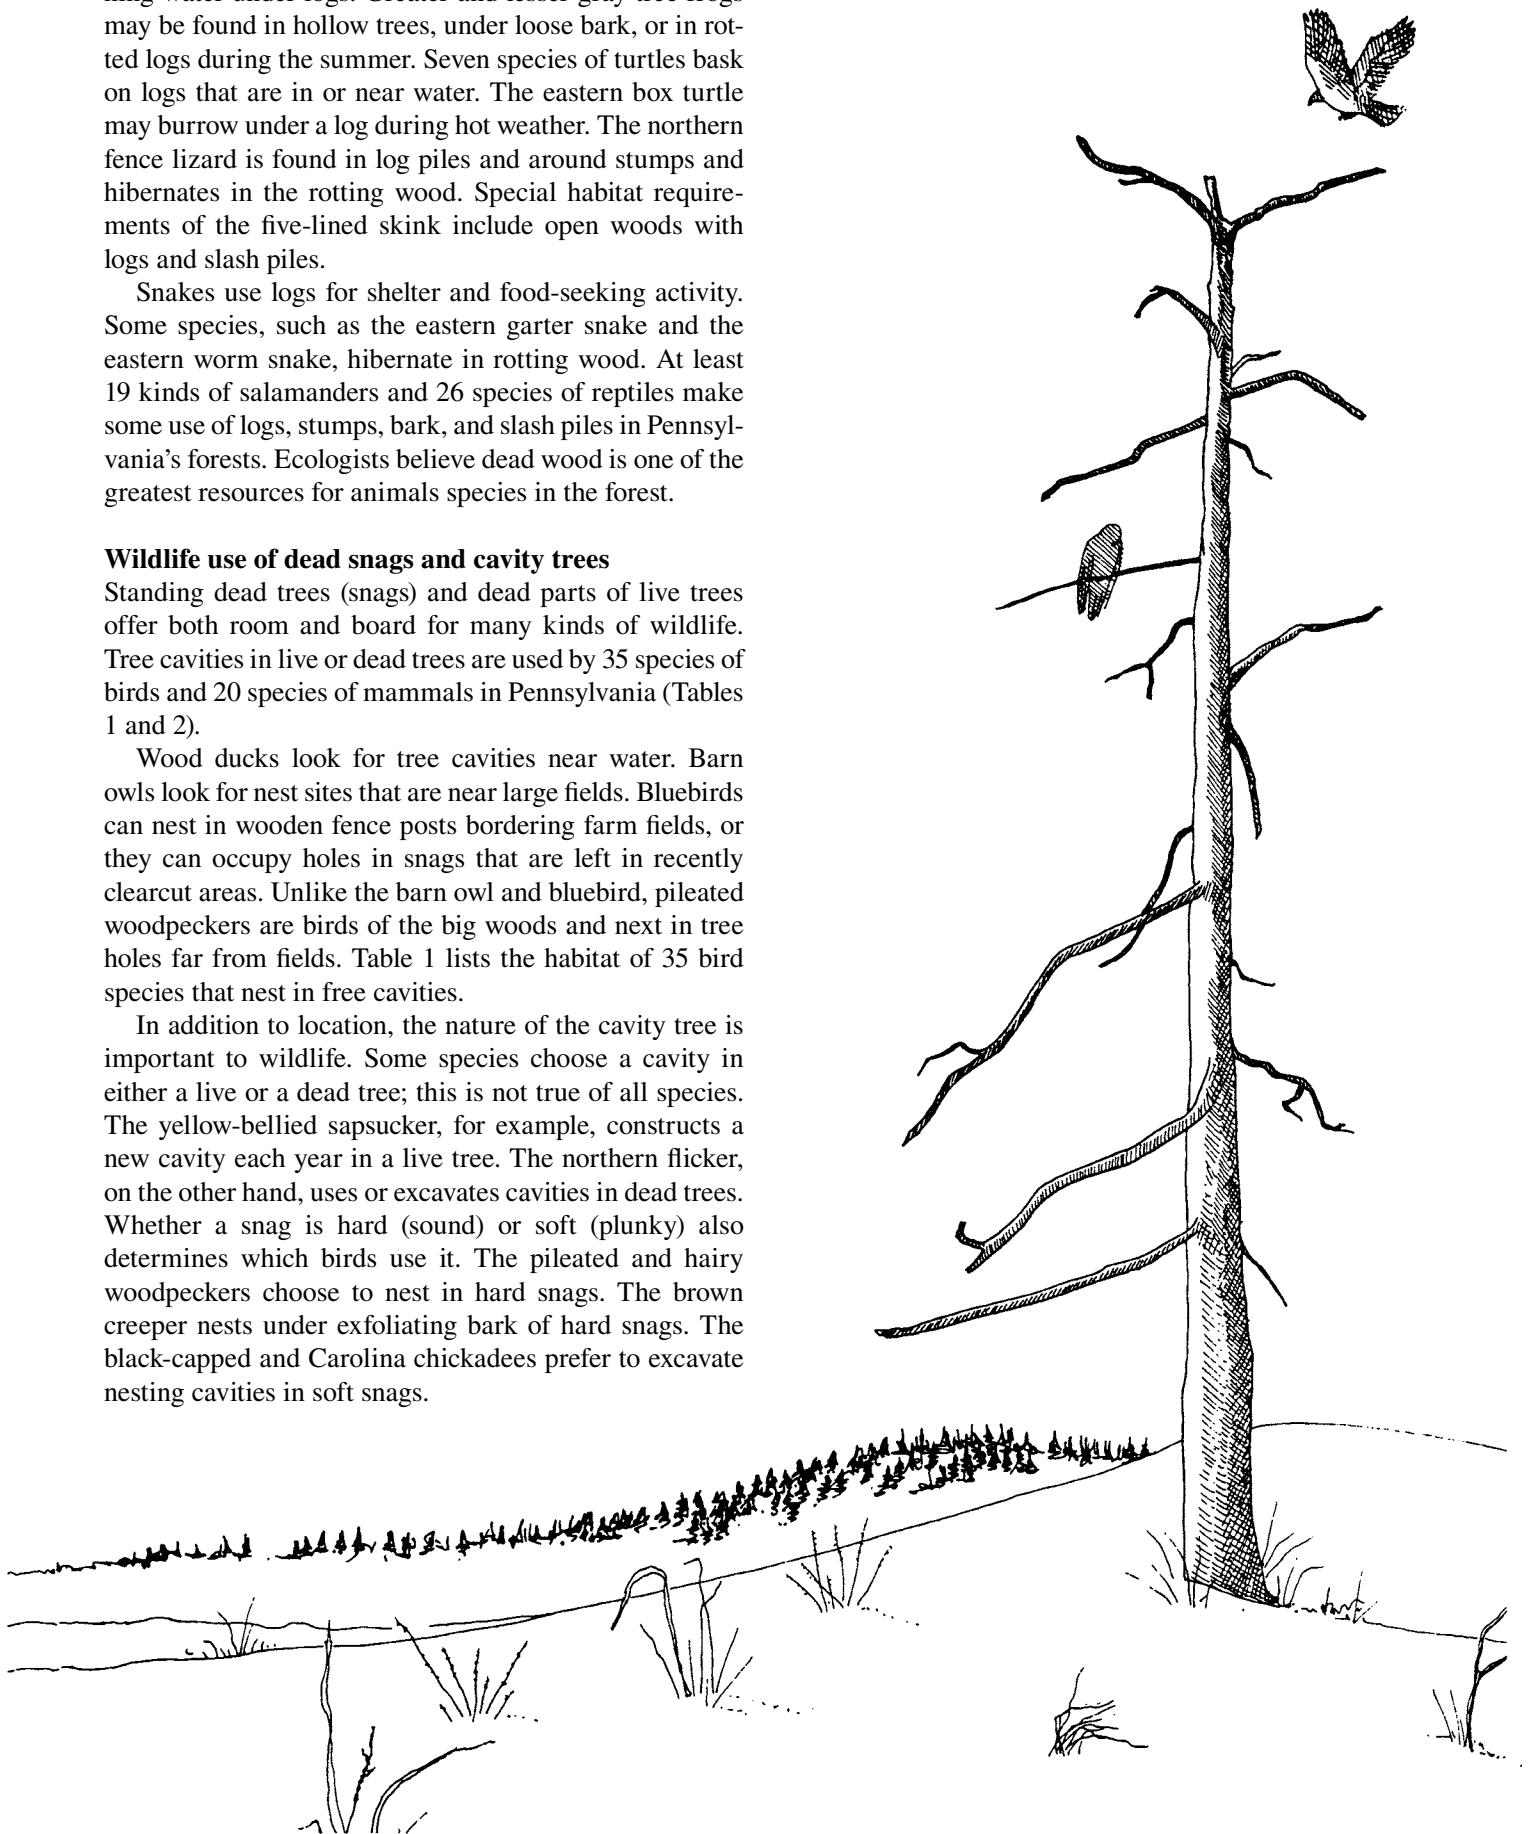 ning water under logs. Greater and lesser gray tree frogs
may be found in hollow trees, under loose bark, or in rot-
ted logs during the summer. Seven species of turtles bask
on logs that are in or near water. The eastern box turtle
may burrow under a log during hot weather. The northern
fence lizard is found in log piles and around stumps and
hibernates in the rotting wood. Special habitat require-
ments of the five-lined skink include open woods with
logs and slash piles.
Snakes use logs for shelter and food-seeking activity.
Some species, such as the eastern garter snake and the
eastern worm snake, hibernate in rotting wood. At least
19 kinds of salamanders and 26 species of reptiles make
some use of logs, stumps, bark, and slash piles in Pennsyl-
vania's forests. Ecologists believe dead wood is one of the
greatest resources for animals species in the forest.
Wildlife use of dead snags and cavity trees
Standing dead trees (snags) and dead parts of live trees
offer both room and board for many kinds of wildlife.
Tree cavities in live or dead trees are used by 35 species of
birds and 20 species of mammals in Pennsylvania (Tables
1 and 2).
Wood ducks look for tree cavities near water. Barn
owls look for nest sites that are near large fields. Bluebirds
can nest in wooden fence posts bordering farm fields, or
they can occupy holes in snags that are left in recently
clearcut areas. Unlike the barn owl and bluebird, pileated
woodpeckers are birds of the big woods and next in tree
holes far from fields. Table 1 lists the habitat of 35 bird
species that nest in free cavities.
In addition to location, the nature of the cavity tree is
important to wildlife. Some species choose a cavity in
either a live or a dead tree; this is not true of all species.
The yellow-bellied sapsucker, for example, constructs a
new cavity each year in a live tree. The northern flicker,
on the other hand, uses or excavates cavities in dead trees.
Whether a snag is hard (sound) or soft (plunky) also
determines which birds use it. The pileated and hairy
woodpeckers choose to nest in hard snags. The brown
creeper nests under exfoliating bark of hard snags. The
black-capped and Carolina chickadees prefer to excavate
nesting cavities in soft snags.